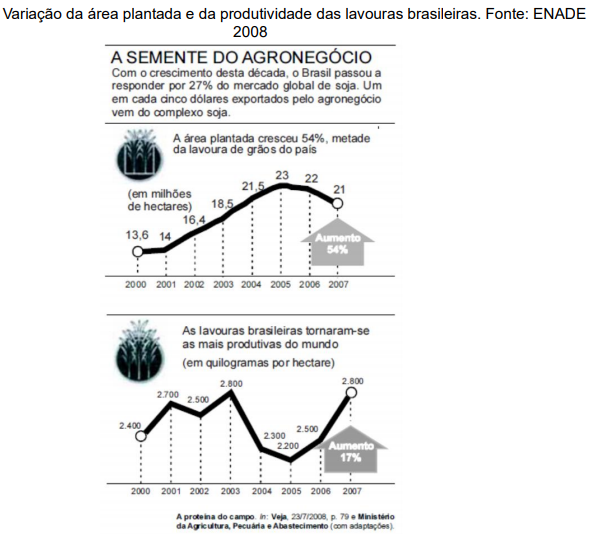 Variação da área plantada e da produtividade das lavouras brasileiras. Fonte: ENADE
2008
A SEMENTE DO AGRONEGÓCIO
Com o crescimento desta década, o Brasil passou a
responder por 27% do mercado global de soja. Um
em cada cinco dólares exportados pelo agronegócio
vem do complexo soja.
A área plantada cresceu 54%, metade
da lavoura de grãos do país
(em milhões
de hectares)
13,6 14 16,4 18,5 21,5 23 22 21
Aumento
54%
2000 2001 2002 2003 2004 2005 2006 2007
As lavouras brasileiras tornaram-se
as mais produtivas do mundo
(em quilogramas por hectare)
2.400 2.700 2.500 2.800 2.300 2.200 2.500 2.800
Aumento
17%
2000 2001 2002 2003 2004 2005 2006 2007
A proteína do campo. In: Veja, 23/7/2008, p. 79 e Ministério
da Agricultura, Pecuária e Abastecimento (com adaptações).